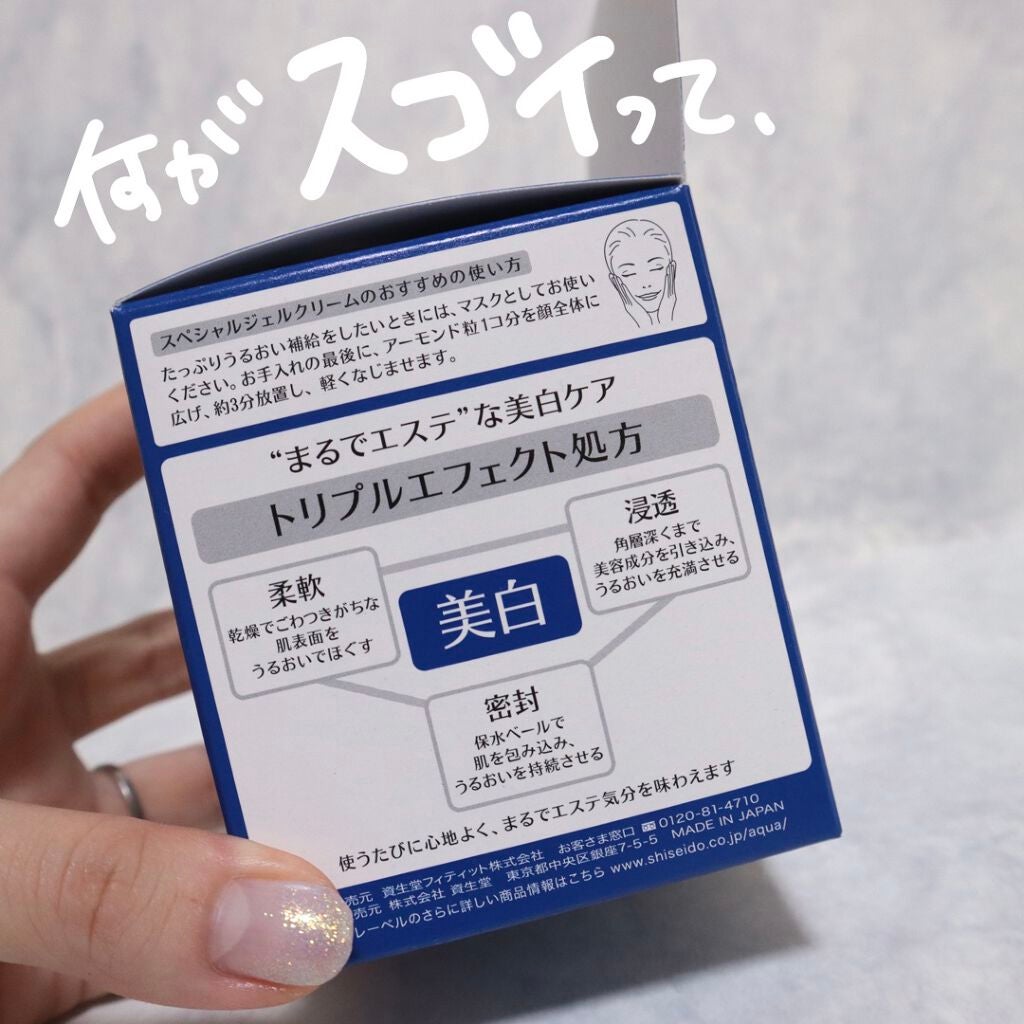 何がスゴイって、
スペシャルジェルクリームのおすすめの使い方
たっぷりうるおい補給をしたいときには、マスクとしてお使い
ください。お手入れの最後に、アーモンド粒1コ分を顔全体に
広げ、約3分放置し、軽くなじませます。
“まるでエステ”な美白ケア
トリプルエフェクト処方
浸透
角層深くまで
美容成分を引き込み、
うるおいを充満させる
柔軟
乾燥でごわつきがちな
肌表面を
うるおいでほぐす
美白
密封
保水ベールで
肌を包み込み、
うるおいを持続させる
使うたびに心地よく、まるでエステ気分を味わえます
売元 資生堂フィティット株式会社 お客さま窓口 0120-81-4710
売元 株式会社 資生堂 東京都中央区銀座7-5-5 MADE IN JAPAN
レーベルのさらに詳しい商品情報はこちら www.shiseido.co.jp/aqua/